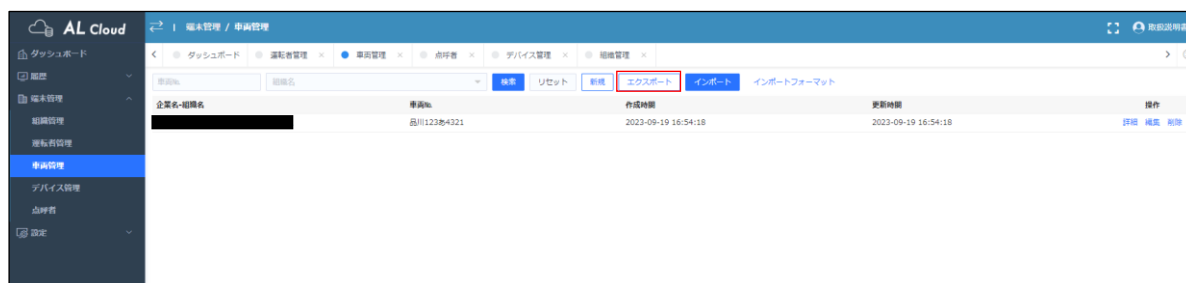 AL Cloud
端末管理 / 車両管理
取扱説明
ダッシュボード
履歴
端末管理
組織管理
運転者管理
車両管理
デバイス管理
点呼者
設定
ダッシュボード × 運転者管理 × 車両管理 × 点呼者 × デバイス管理 × 組織管理 ×
車両№ 組織名 検索 リセット 新規 エクスポート インポート インポートフォーマット
企業名-組織名 車両№ 作成時間 更新時間 操作
品川123あ4321 2023-09-19 16:54:18 2023-09-19 16:54:18 詳細 編集 削除